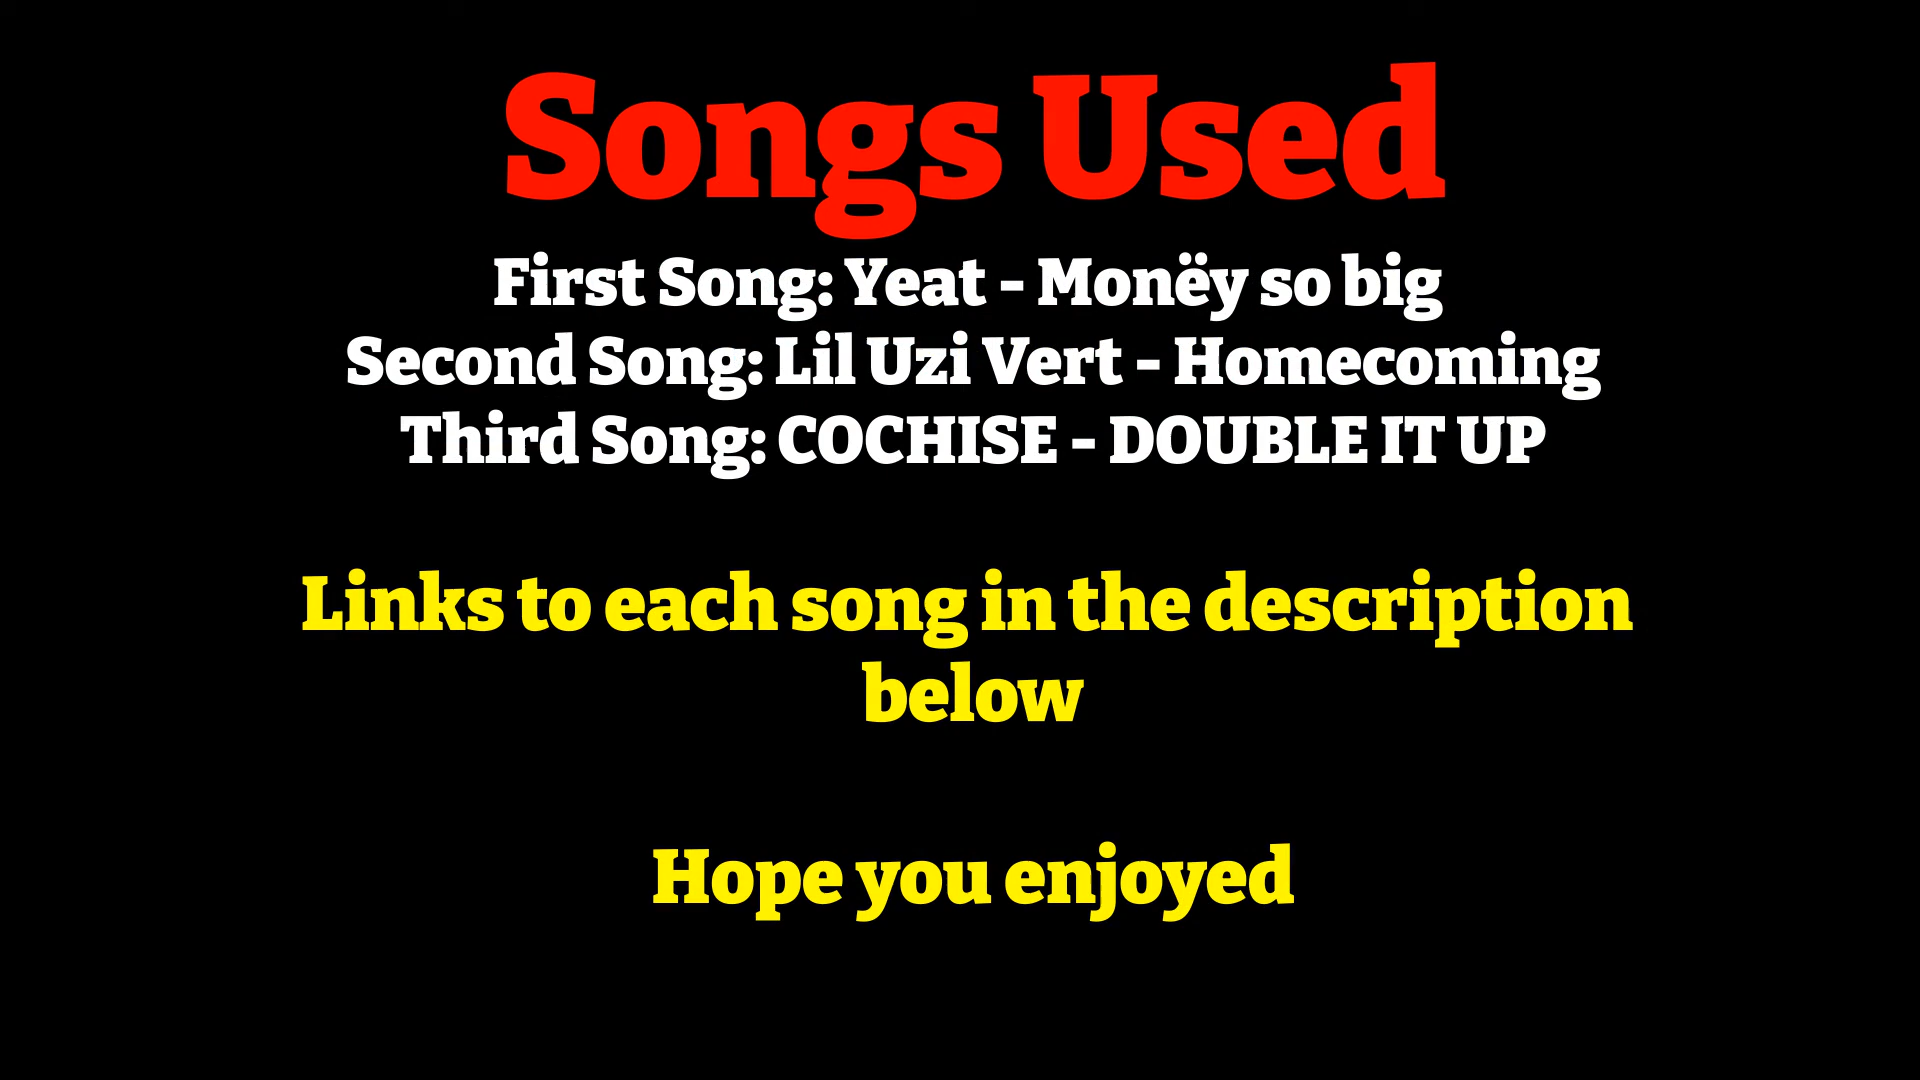 Songs Used
First Song: Yeat - Monëy so big
Second Song: Lil Uzi Vert - Homecoming
Third Song: COCHISE - DOUBLE IT UP
Links to each song in the description
below
Hope you enjoyed